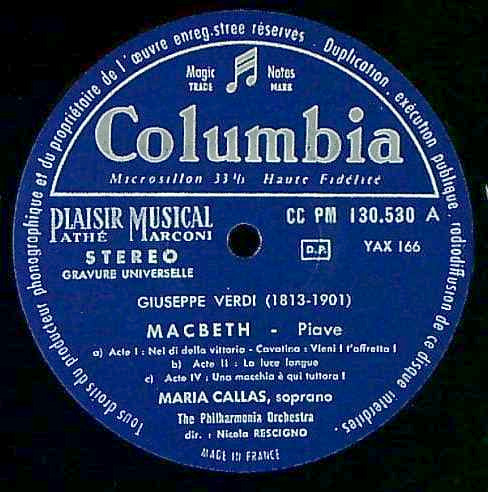 Tous droits du producteur phonographique et du propriétaire de l'œuvre enreg.stree réservés. Duplication, exécution publique, radiodiffusion de ce disque interdites.
Magic Notes
TRADE MARK
Columbia
Microsillon 33 1/3 Haute Fidélité
PLAISIR MUSICAL
PATHÉ MARCONI
STEREO
GRAVURE UNIVERSELLE
CC PM 130.530 A
D.P. YAX 166
GIUSEPPE VERDI (1813-1901)
MACBETH - Piave
a) Acte I : Nel di della vittoria - Cavatina : Vieni ! t'affretta !
b) Acte II : La luce langue
c) Acte IV : Una macchia è qui tuttora !
MARIA CALLAS, soprano
The Philharmonia Orchestra
dir. : Nicola RESCIGNO
MADE IN FRANCE